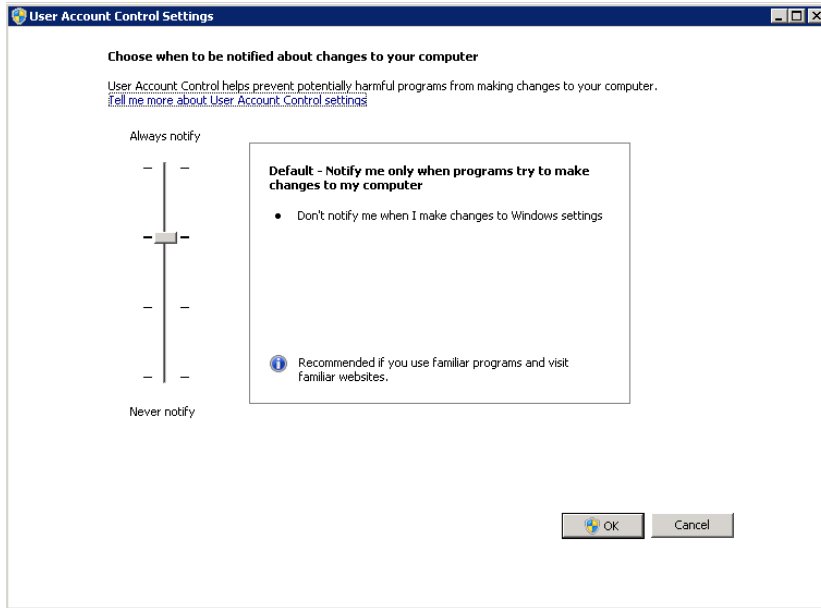 User Account Control Settings
Choose when to be notified about changes to your computer
User Account Control helps prevent potentially harmful programs from making changes to your computer.
Tell me more about User Account Control settings
Always notify
Default - Notify me only when programs try to make
changes to my computer
• Don't notify me when I make changes to Windows settings
Recommended if you use familiar programs and visit
familiar websites.
Never notify
OK
Cancel